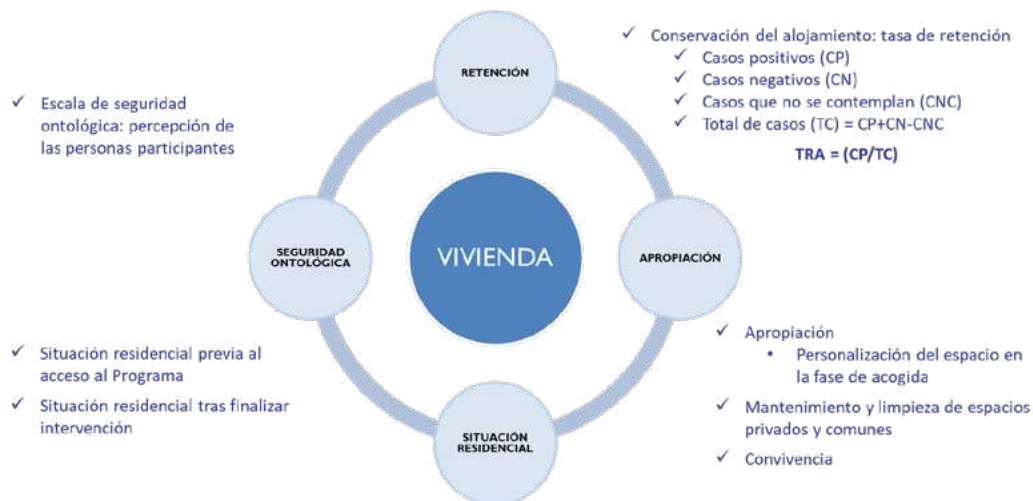 RETENCIÓN
✓ Conservación del alojamiento: tasa de retención
✓ Casos positivos (CP)
✓ Casos negativos (CN)
✓ Casos que no se contemplan (CNC)
✓ Total de casos (TC) = CP+CN-CNC
TRA = (CP/TC)
✓ Escala de seguridad
ontológica: percepción de
las personas participantes
SEGURIDAD
ONTOLÓGICA
VIVIENDA
APROPIACIÓN
✓ Situación residencial previa al
acceso al Programa
✓ Situación residencial tras finalizar
intervención
SITUACIÓN
RESIDENCIAL
✓ Apropiación
• Personalización del espacio en
la fase de acogida
✓ Mantenimiento y limpieza de espacios
privados y comunes
✓ Convivencia